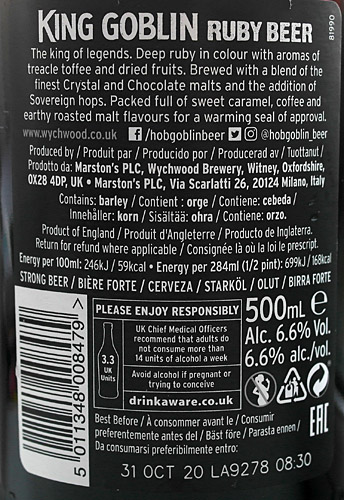 KING GOBLIN RUBY BEER
81990
The king of legends. Deep ruby in colour with aromas of
treacle toffee and dried fruits. Brewed with a blend of the
finest Crystal and Chocolate malts and the addition of
Sovereign hops. Packed full of sweet caramel, coffee and
earthy roasted malt flavours for a warming seal of approval.
www.wychwood.co.uk f/hobgoblinbeer @hobgoblin_beer
Produced by / Produit par / Producido por / Producerad av / Tuottanut /
Prodotto da: Marston's PLC, Wychwood Brewery, Witney, Oxfordshire,
OX28 4DP, UK • Marston's PLC, Via Scarlatti 26, 20124 Milano, Italy
Contains: barley / Contient : orge / Contiene: cebeda /
Innehåller: korn / Sisältää: ohra / Contiene: orzo.
Product of England / Produit d'Angleterre / Producto de Inglaterra.
Return for refund where applicable / Consignée là où la loi le prescript.
Energy per 100ml: 246kJ / 59kcal • Energy per 284ml (1/2 pint): 699kJ / 168kcal
STRONG BEER / BIÈRE FORTE / CERVEZA / STARKÖL / OLUT / BIRRA FORTE
5 011348 008479 >
PLEASE ENJOY RESPONSIBLY
3.3
UK
Units
UK Chief Medical Officers
recommend that adults do
not consume more than
14 units of alcohol a week
Avoid alcohol if pregnant or
trying to conceive
drinkaware.co.uk
500mL e
Alc. 6.6% Vol.
6.6% alc./vol.
EAC
Best Before / À consommer avant le / Consumir
preferentemente antes del / Bäst före / Parasta ennen /
Da consumarsi preferibilmente entro:
31 OCT 20 LA9278 08:30